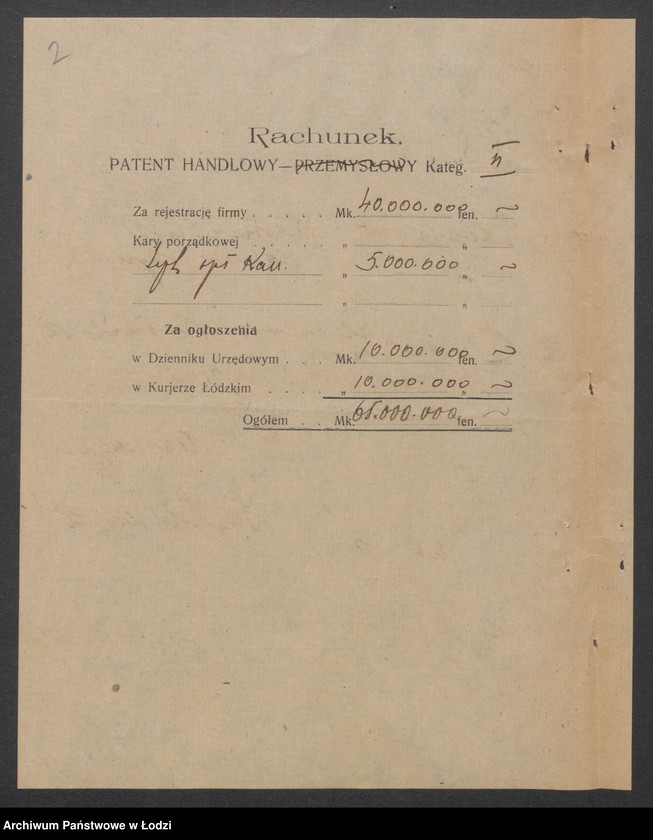 2
Rachunek.
PATENT HANDLOWY—PRZEMYSŁOWY Kateg. II
Za rejestrację firmy . . . . . Mk. 40.000.000 fen. ~
Kary porządkowej . . . . . „ „
Kan. „ 5.000.000 „ ~
„ „
Za ogłoszenia
w Dzienniku Urzędowym . . . Mk. 10.000.000 fen. ~
w Kurjerze Łódzkim . . . . „ 10.000.000 „ ~
Ogółem . . Mk. 65.000.000 fen. ~
Archiwum Państwowe w Łodzi